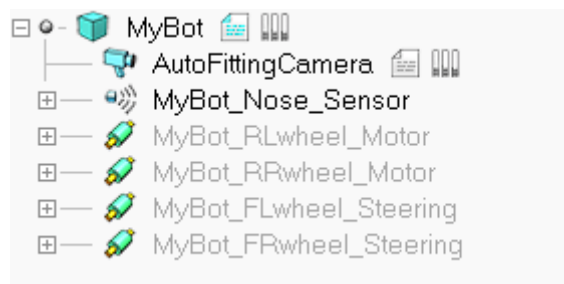 MyBot
AutoFittingCamera
MyBot_Nose_Sensor
MyBot_RLwheel_Motor
MyBot_RRwheel_Motor
MyBot_FLwheel_Steering
MyBot_FRwheel_Steering